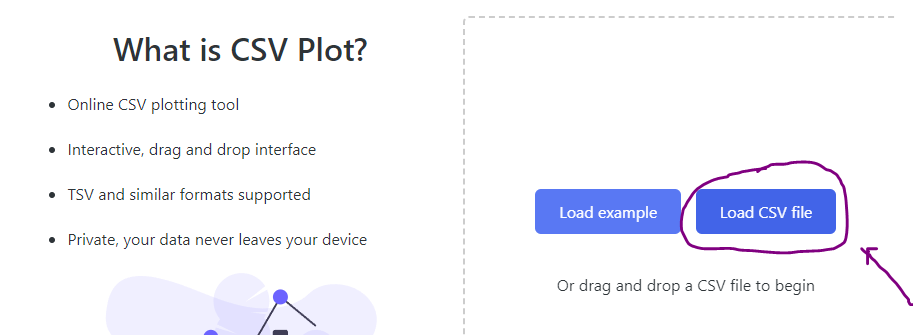 What is CSV Plot?
Online CSV plotting tool
Interactive, drag and drop interface
TSV and similar formats supported
Private, your data never leaves your device
Load example
Load CSV file
Or drag and drop a CSV file to begin